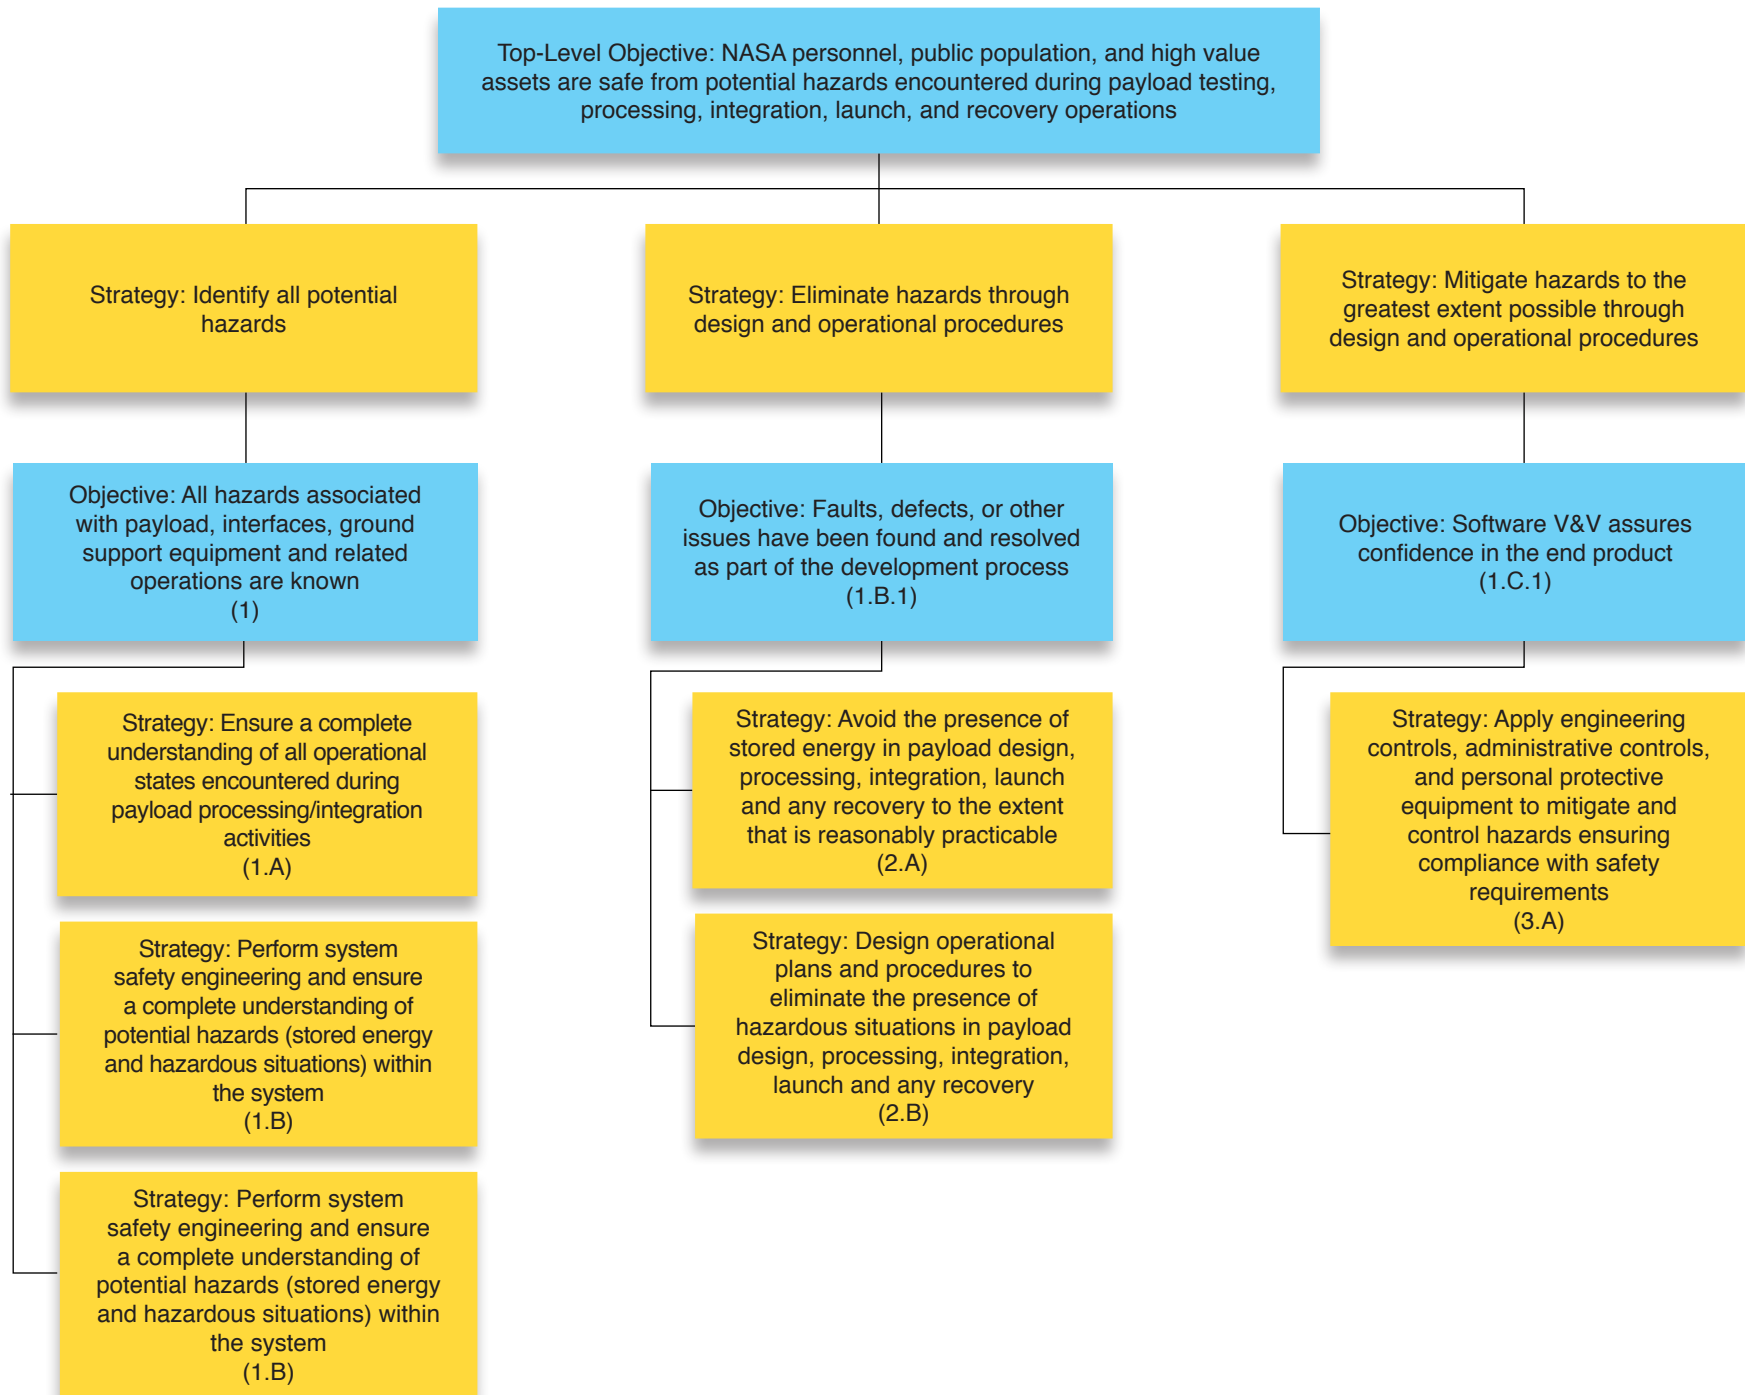 Top-Level Objective: NASA personnel, public population, and high value
assets are safe from potential hazards encountered during payload testing,
processing, integration, launch, and recovery operations
Strategy: Identify all potential
hazards
Strategy: Eliminate hazards through
design and operational procedures
Strategy: Mitigate hazards to the
greatest extent possible through
design and operational procedures
Objective: All hazards associated
with payload, interfaces, ground
support equipment and related
operations are known
(1)
Objective: Faults, defects, or other
issues have been found and resolved
as part of the development process
(1.B.1)
Objective: Software V&V assures
confidence in the end product
(1.C.1)
Strategy: Ensure a complete
understanding of all operational
states encountered during
payload processing/integration
activities
(1.A)
Strategy: Perform system
safety engineering and ensure
a complete understanding of
potential hazards (stored energy
and hazardous situations) within
the system
(1.B)
Strategy: Perform system
safety engineering and ensure
a complete understanding of
potential hazards (stored energy
and hazardous situations) within
the system
(1.B)
Strategy: Avoid the presence of
stored energy in payload design,
processing, integration, launch
and any recovery to the extent
that is reasonably practicable
(2.A)
Strategy: Design operational
plans and procedures to
eliminate the presence of
hazardous situations in payload
design, processing, integration,
launch and any recovery
(2.B)
Strategy: Apply engineering
controls, administrative controls,
and personal protective
equipment to mitigate and
control hazards ensuring
compliance with safety
requirements
(3.A)